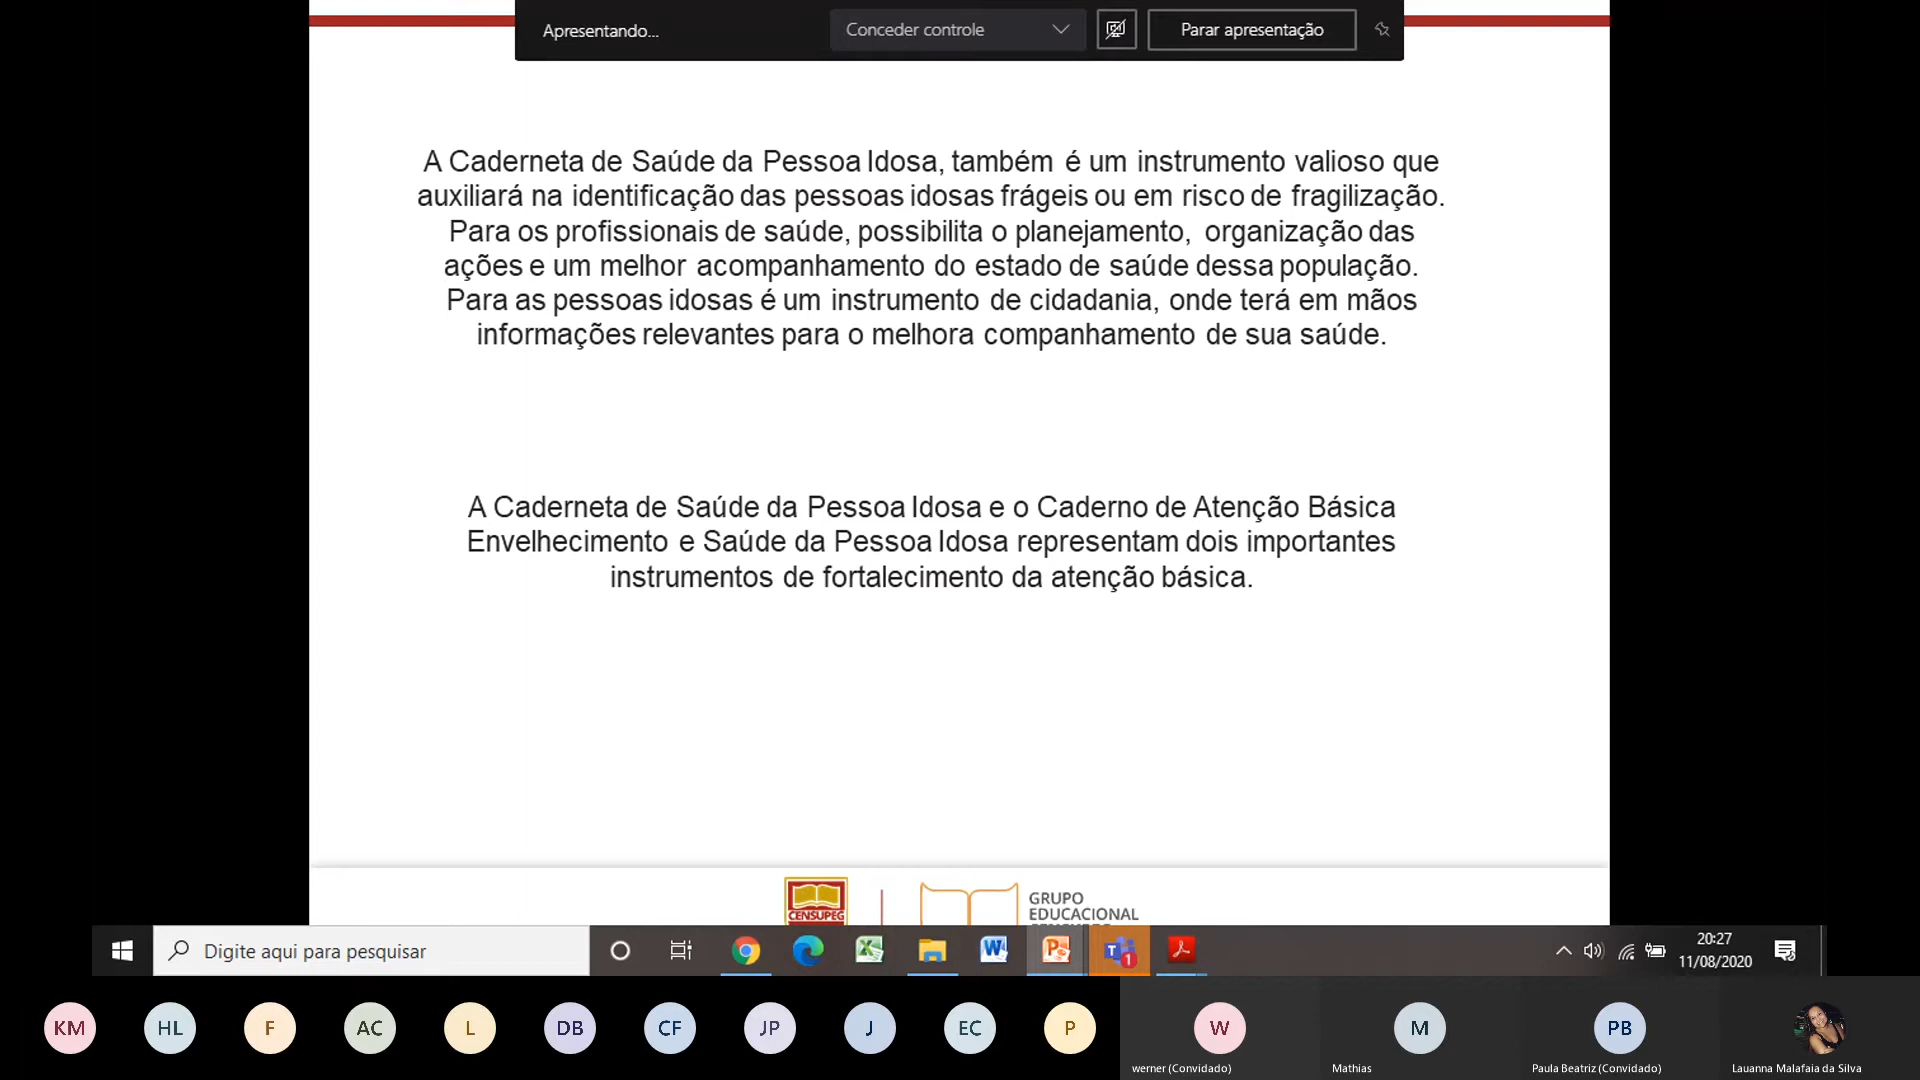 Apresentando...
Conceder controle
Parar apresentação
A Caderneta de Saúde da Pessoa Idosa, também é um instrumento valioso que
auxiliará na identificação das pessoas idosas frágeis ou em risco de fragilização.
Para os profissionais de saúde, possibilita o planejamento, organização das
ações e um melhor acompanhamento do estado de saúde dessa população.
Para as pessoas idosas é um instrumento de cidadania, onde terá em mãos
informações relevantes para o melhora companhamento de sua saúde.
A Caderneta de Saúde da Pessoa Idosa e o Caderno de Atenção Básica
Envelhecimento e Saúde da Pessoa Idosa representam dois importantes
instrumentos de fortalecimento da atenção básica.
CENSUPEG
GRUPO
EDUCACIONAL
Digite aqui para pesquisar
1
20:27
11/08/2020
KM
HL
F
AC
L
DB
CF
JP
J
EC
P
W
M
PB
werner (Convidado)
Mathias
Paula Beatriz (Convidado)
Lauanna Malafaia da Silva